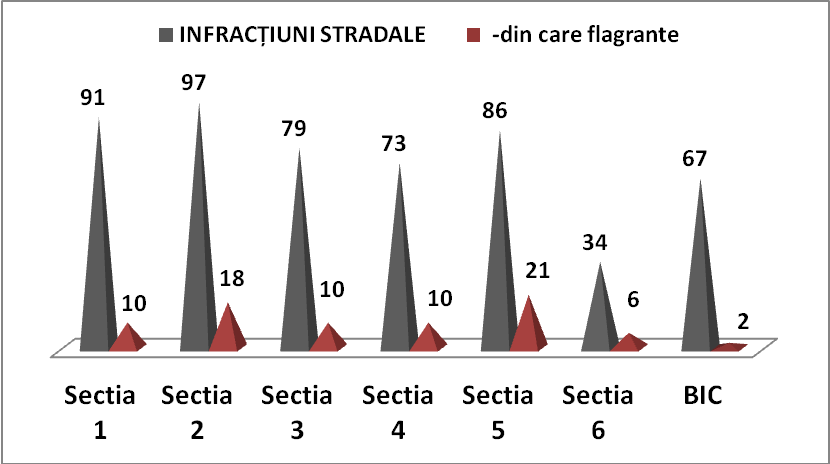 INFRACȚIUNI STRADALE -din care flagrante
91 97 79 73 86 34 67
10 18 10 10 21 6 2
Sectia Sectia Sectia Sectia Sectia Sectia BIC
1 2 3 4 5 6